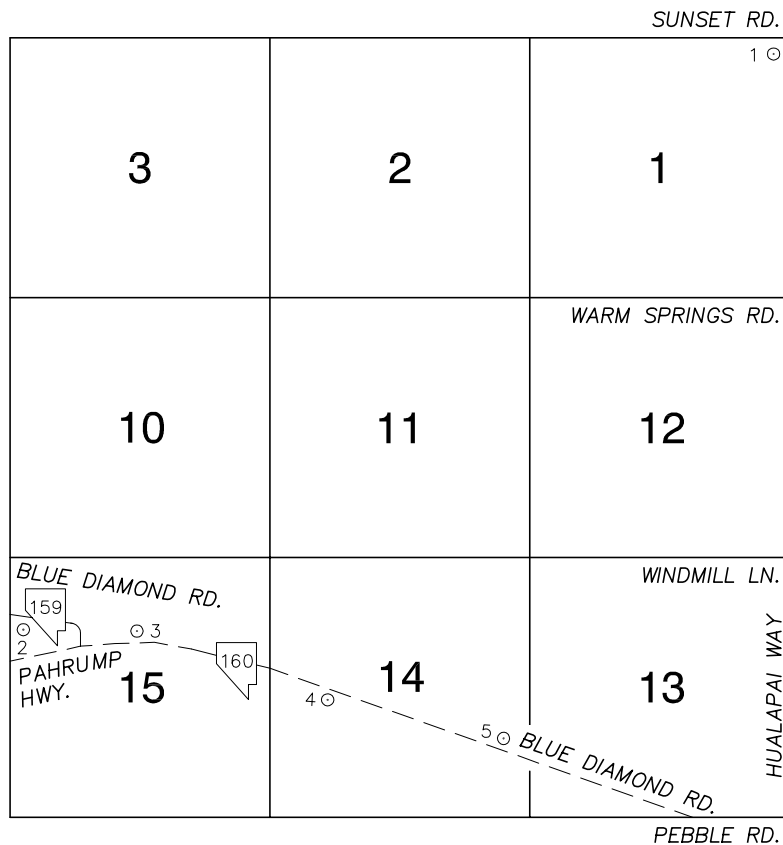 SUNSET RD.
1
3
2
1
WARM SPRINGS RD.
10
11
12
BLUE DIAMOND RD.
WINDMILL LN.
159
2
3
PAHRUMP
HWY.
15
160
14
13
4
5
BLUE DIAMOND RD.
HUALAPAI WAY
PEBBLE RD.